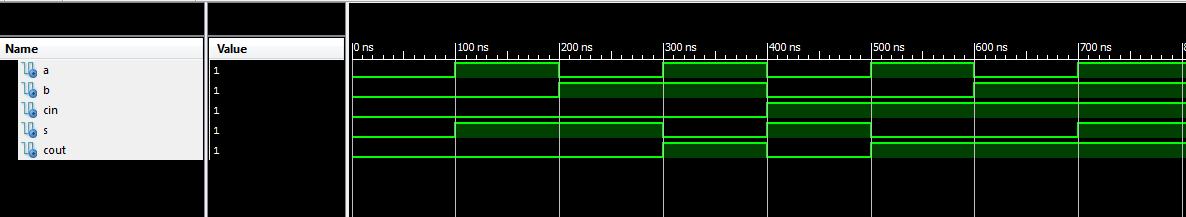 Name Value
0 ns 100 ns 200 ns 300 ns 400 ns 500 ns 600 ns 700 ns
a 1
b 1
cin 1
s 1
cout 1